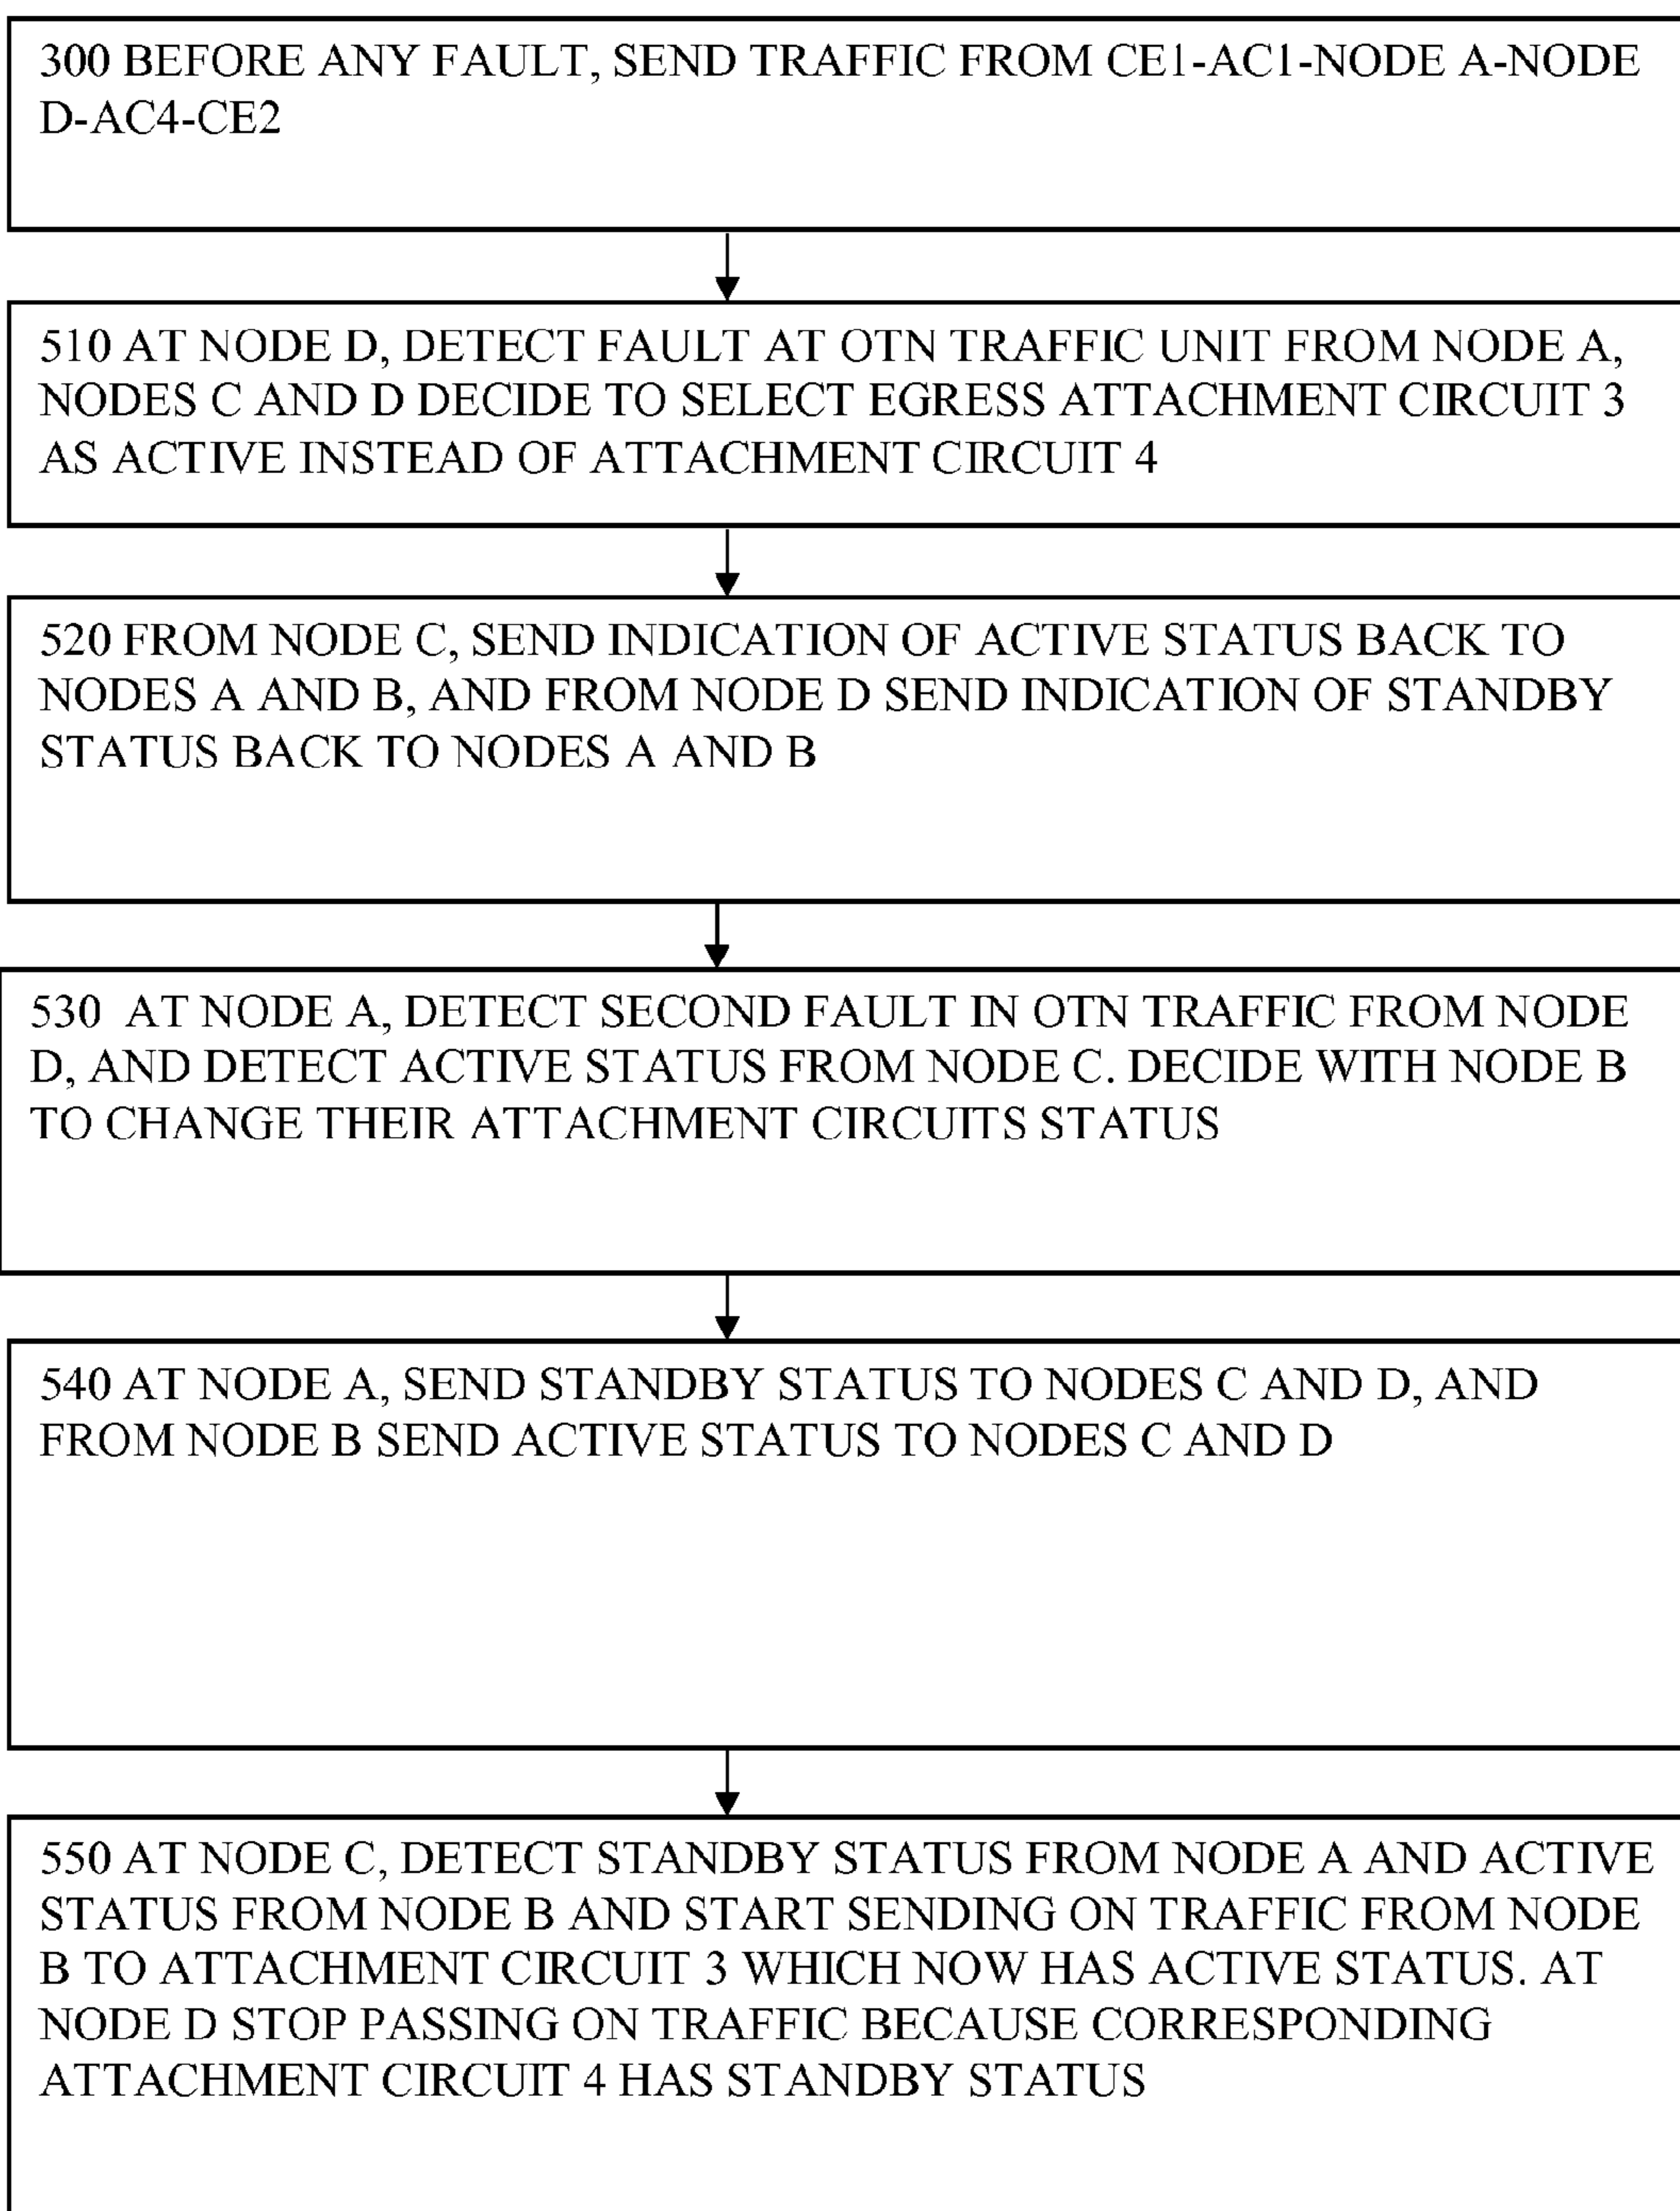 300 BEFORE ANY FAULT, SEND TRAFFIC FROM CE1-AC1-NODE A-NODE
D-AC4-CE2
510 AT NODE D, DETECT FAULT AT OTN TRAFFIC UNIT FROM NODE A,
NODES C AND D DECIDE TO SELECT EGRESS ATTACHMENT CIRCUIT 3
AS ACTIVE INSTEAD OF ATTACHMENT CIRCUIT 4
520 FROM NODE C, SEND INDICATION OF ACTIVE STATUS BACK TO
NODES A AND B, AND FROM NODE D SEND INDICATION OF STANDBY
STATUS BACK TO NODES A AND B
530 AT NODE A, DETECT SECOND FAULT IN OTN TRAFFIC FROM NODE
D, AND DETECT ACTIVE STATUS FROM NODE C. DECIDE WITH NODE B
TO CHANGE THEIR ATTACHMENT CIRCUITS STATUS
540 AT NODE A, SEND STANDBY STATUS TO NODES C AND D, AND
FROM NODE B SEND ACTIVE STATUS TO NODES C AND D
550 AT NODE C, DETECT STANDBY STATUS FROM NODE A AND ACTIVE
STATUS FROM NODE B AND START SENDING ON TRAFFIC FROM NODE
B TO ATTACHMENT CIRCUIT 3 WHICH NOW HAS ACTIVE STATUS. AT
NODE D STOP PASSING ON TRAFFIC BECAUSE CORRESPONDING
ATTACHMENT CIRCUIT 4 HAS STANDBY STATUS